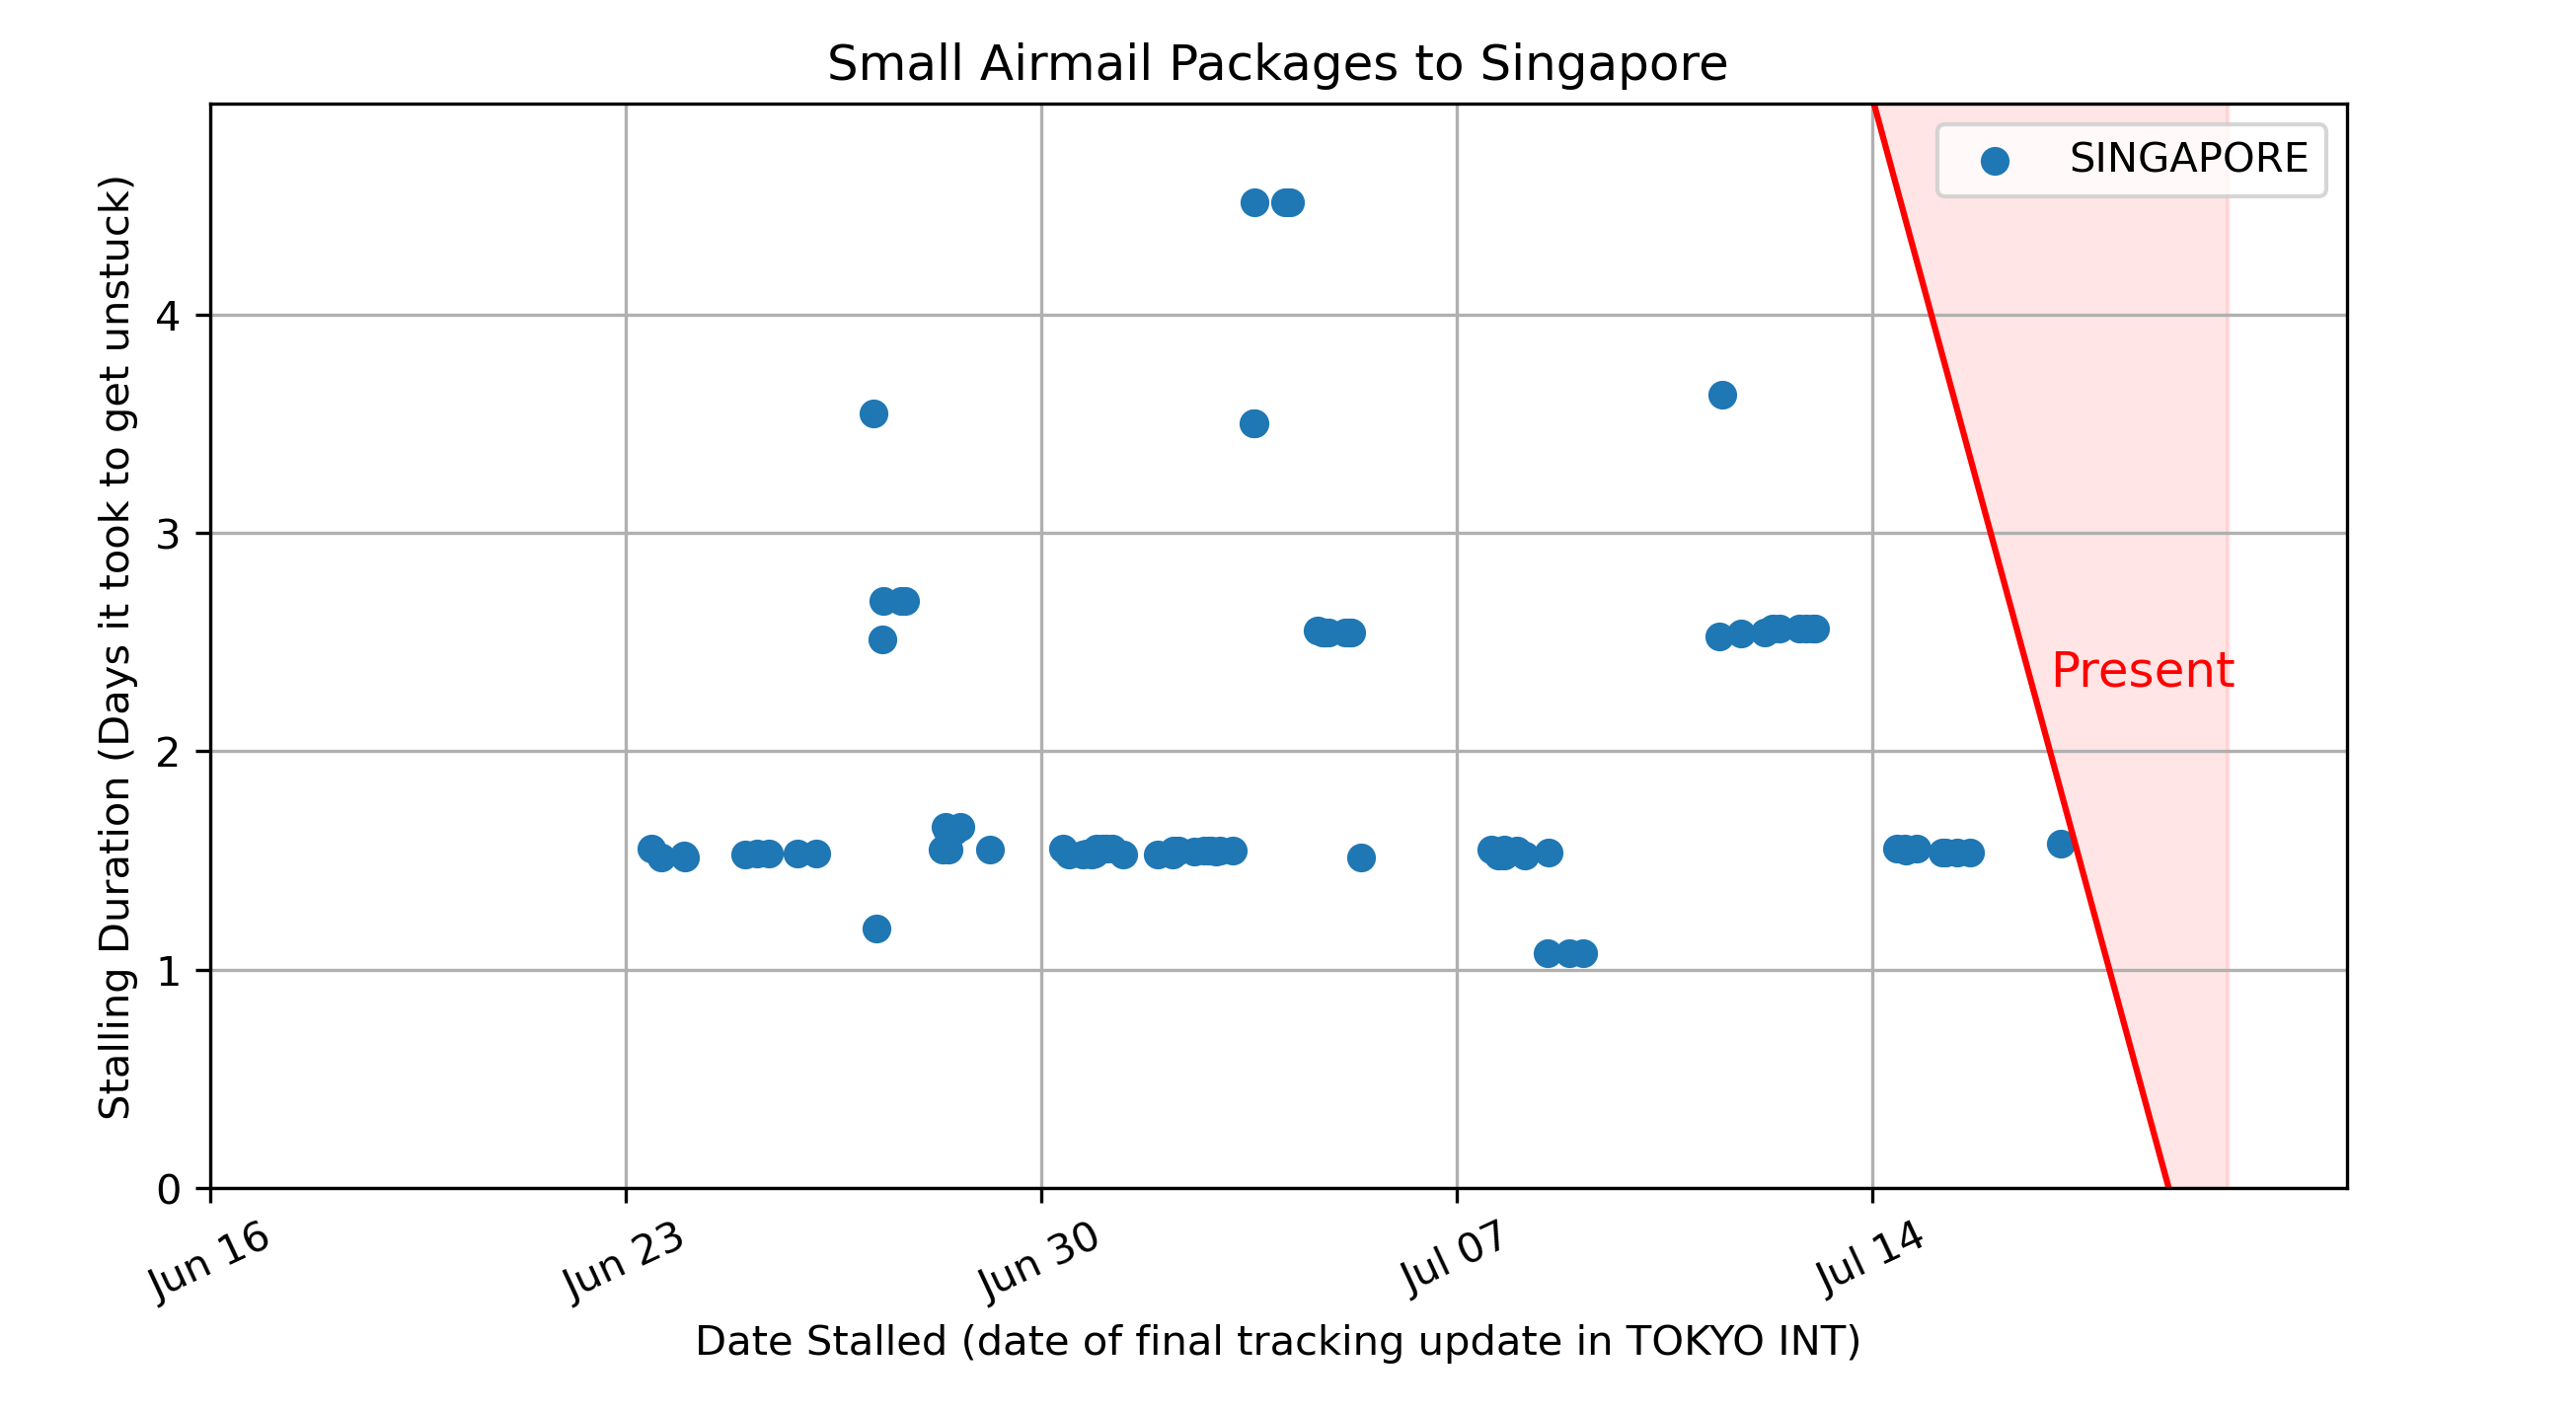 Small Airmail Packages to Singapore
SINGAPORE
Stalling Duration (Days it took to get unstuck)
4
3
2
1
0
Present
Jun 16
Jun 23
Jun 30
Jul 07
Jul 14
Date Stalled (date of final tracking update in TOKYO INT)